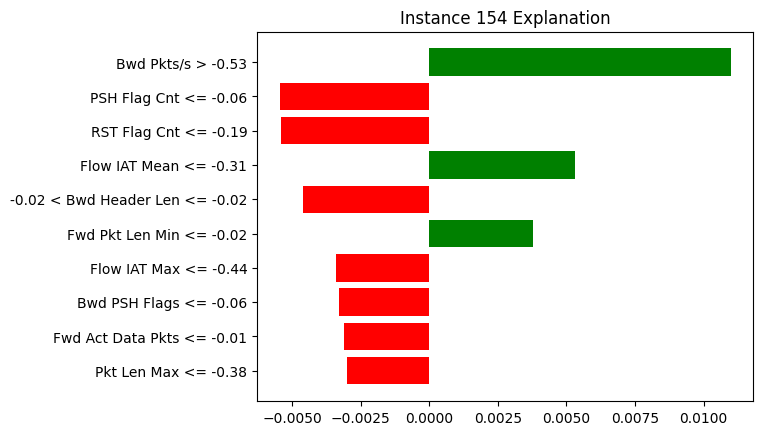 Instance 154 Explanation
Bwd Pkts/s > -0.53
PSH Flag Cnt <= -0.06
RST Flag Cnt <= -0.19
Flow IAT Mean <= -0.31
-0.02 < Bwd Header Len <= -0.02
Fwd Pkt Len Min <= -0.02
Flow IAT Max <= -0.44
Bwd PSH Flags <= -0.06
Fwd Act Data Pkts <= -0.01
Pkt Len Max <= -0.38
−0.0050 −0.0025 0.0000 0.0025 0.0050 0.0075 0.0100